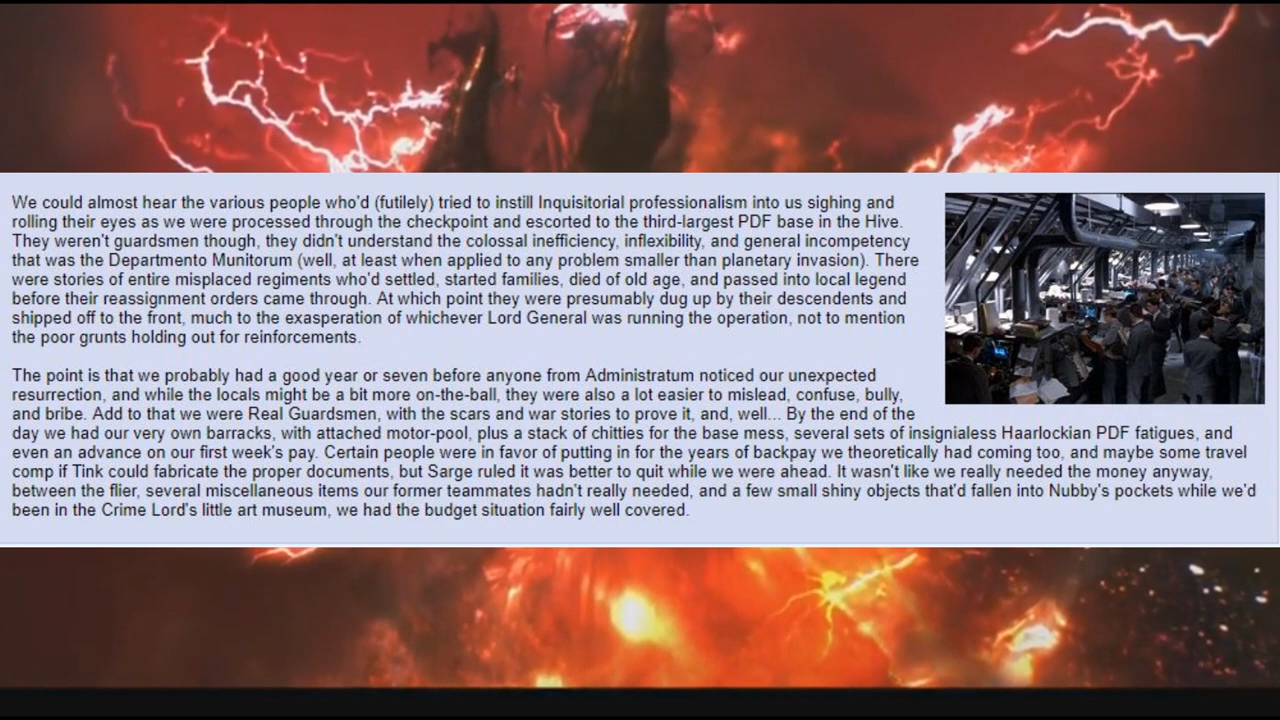 We could almost hear the various people who'd (futilely) tried to instill Inquisitorial professionalism into us sighing and
rolling their eyes as we were processed through the checkpoint and escorted to the third-largest PDF base in the Hive.
They weren't guardsmen though, they didn't understand the colossal inefficiency, inflexibility, and general incompetency
that was the Departmento Munitorum (well, at least when applied to any problem smaller than planetary invasion). There
were stories of entire misplaced regiments who'd settled, started families, died of old age, and passed into local legend
before their reassignment orders came through. At which point they were presumably dug up by their descendents and
shipped off to the front, much to the exasperation of whichever Lord General was running the operation, not to mention
the poor grunts holding out for reinforcements.
The point is that we probably had a good year or seven before anyone from Administratum noticed our unexpected
resurrection, and while the locals might be a bit more on-the-ball, they were also a lot easier to mislead, confuse, bully,
and bribe. Add to that we were Real Guardsmen, with the scars and war stories to prove it, and, well... By the end of the
day we had our very own barracks, with attached motor-pool, plus a stack of chitties for the base mess, several sets of insignialess Haarlockian PDF fatigues, and
even an advance on our first week's pay. Certain people were in favor of putting in for the years of backpay we theoretically had coming too, and maybe some travel
comp if Tink could fabricate the proper documents, but Sarge ruled it was better to quit while we were ahead. It wasn't like we really needed the money anyway,
between the flier, several miscellaneous items our former teammates hadn't really needed, and a few small shiny objects that'd fallen into Nubby's pockets while we'd
been in the Crime Lord's little art museum, we had the budget situation fairly well covered.